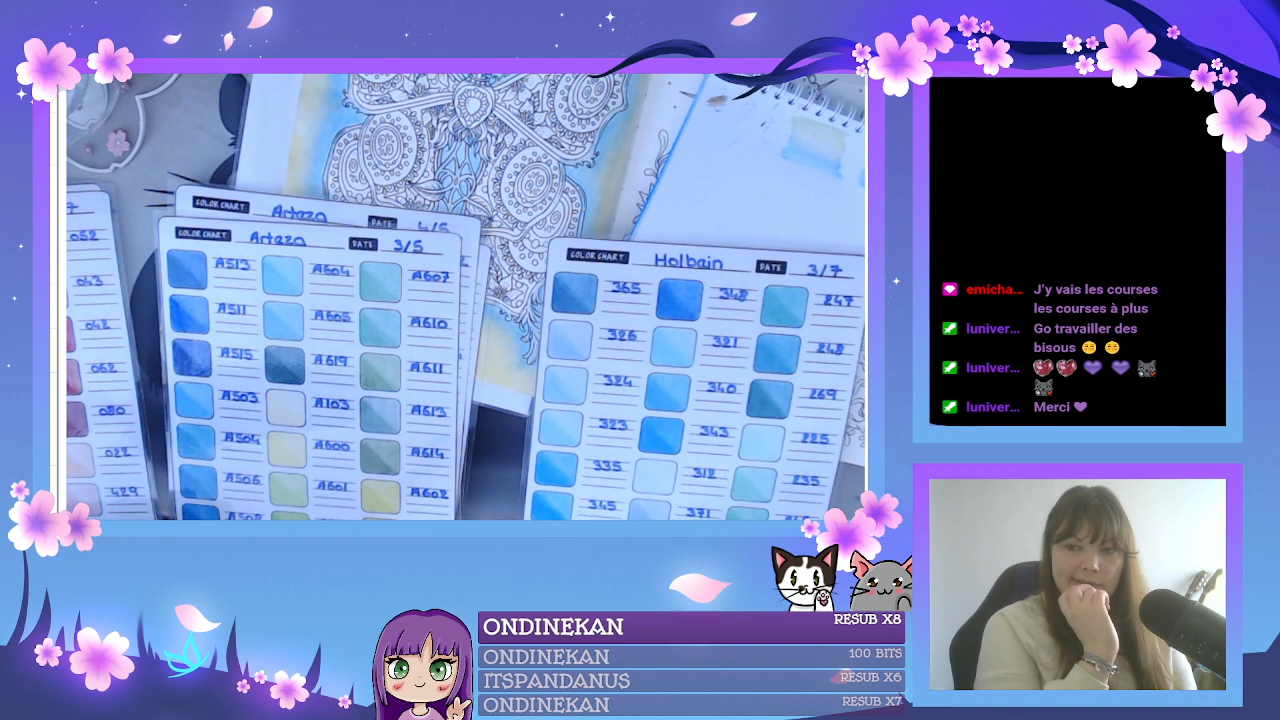 7
052
043
042
062
080
022
429
COLOR CHART Arteza DATE 4/5
COLOR CHART Arteza DATE 3/5
A513 A604 A607
A511 A605 A610
A515 A619 A611
A503 A103 A613
A504 A600 A614
A506 A601 A602
A508
COLOR CHART Holbein DATE 3/7
365 348 247
326 321 248
324 340 269
323 343 225
335 312 235
345 371
emicha... J'y vais les courses
les courses à plus
luniver... Go travailler des
bisous
luniver...
luniver... Merci
ONDINEKAN RESUB X8
ONDINEKAN 100 BITS
ITSPANDANUS RESUB X6
ONDINEKAN RESUB X7